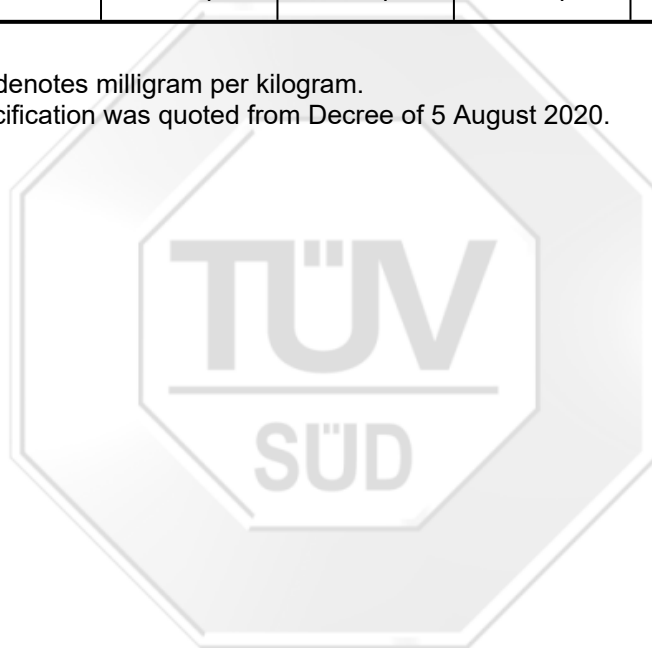 denotes milligram per kilogram.
cification was quoted from Decree of 5 August 2020.
TÜV
SÜD